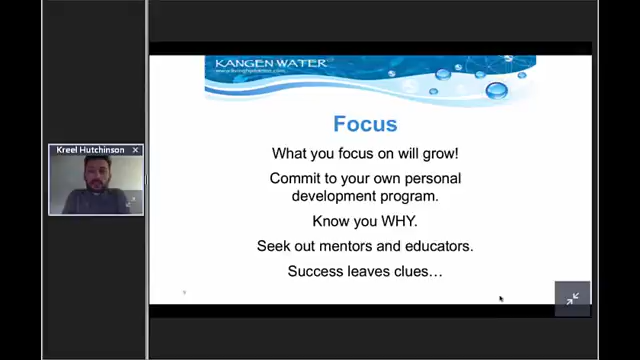 KANGEN WATER
Kreel Hutchinson
Focus
What you focus on will grow!
Commit to your own personal
development program.
Know you WHY.
Seek out mentors and educators.
Success leaves clues…